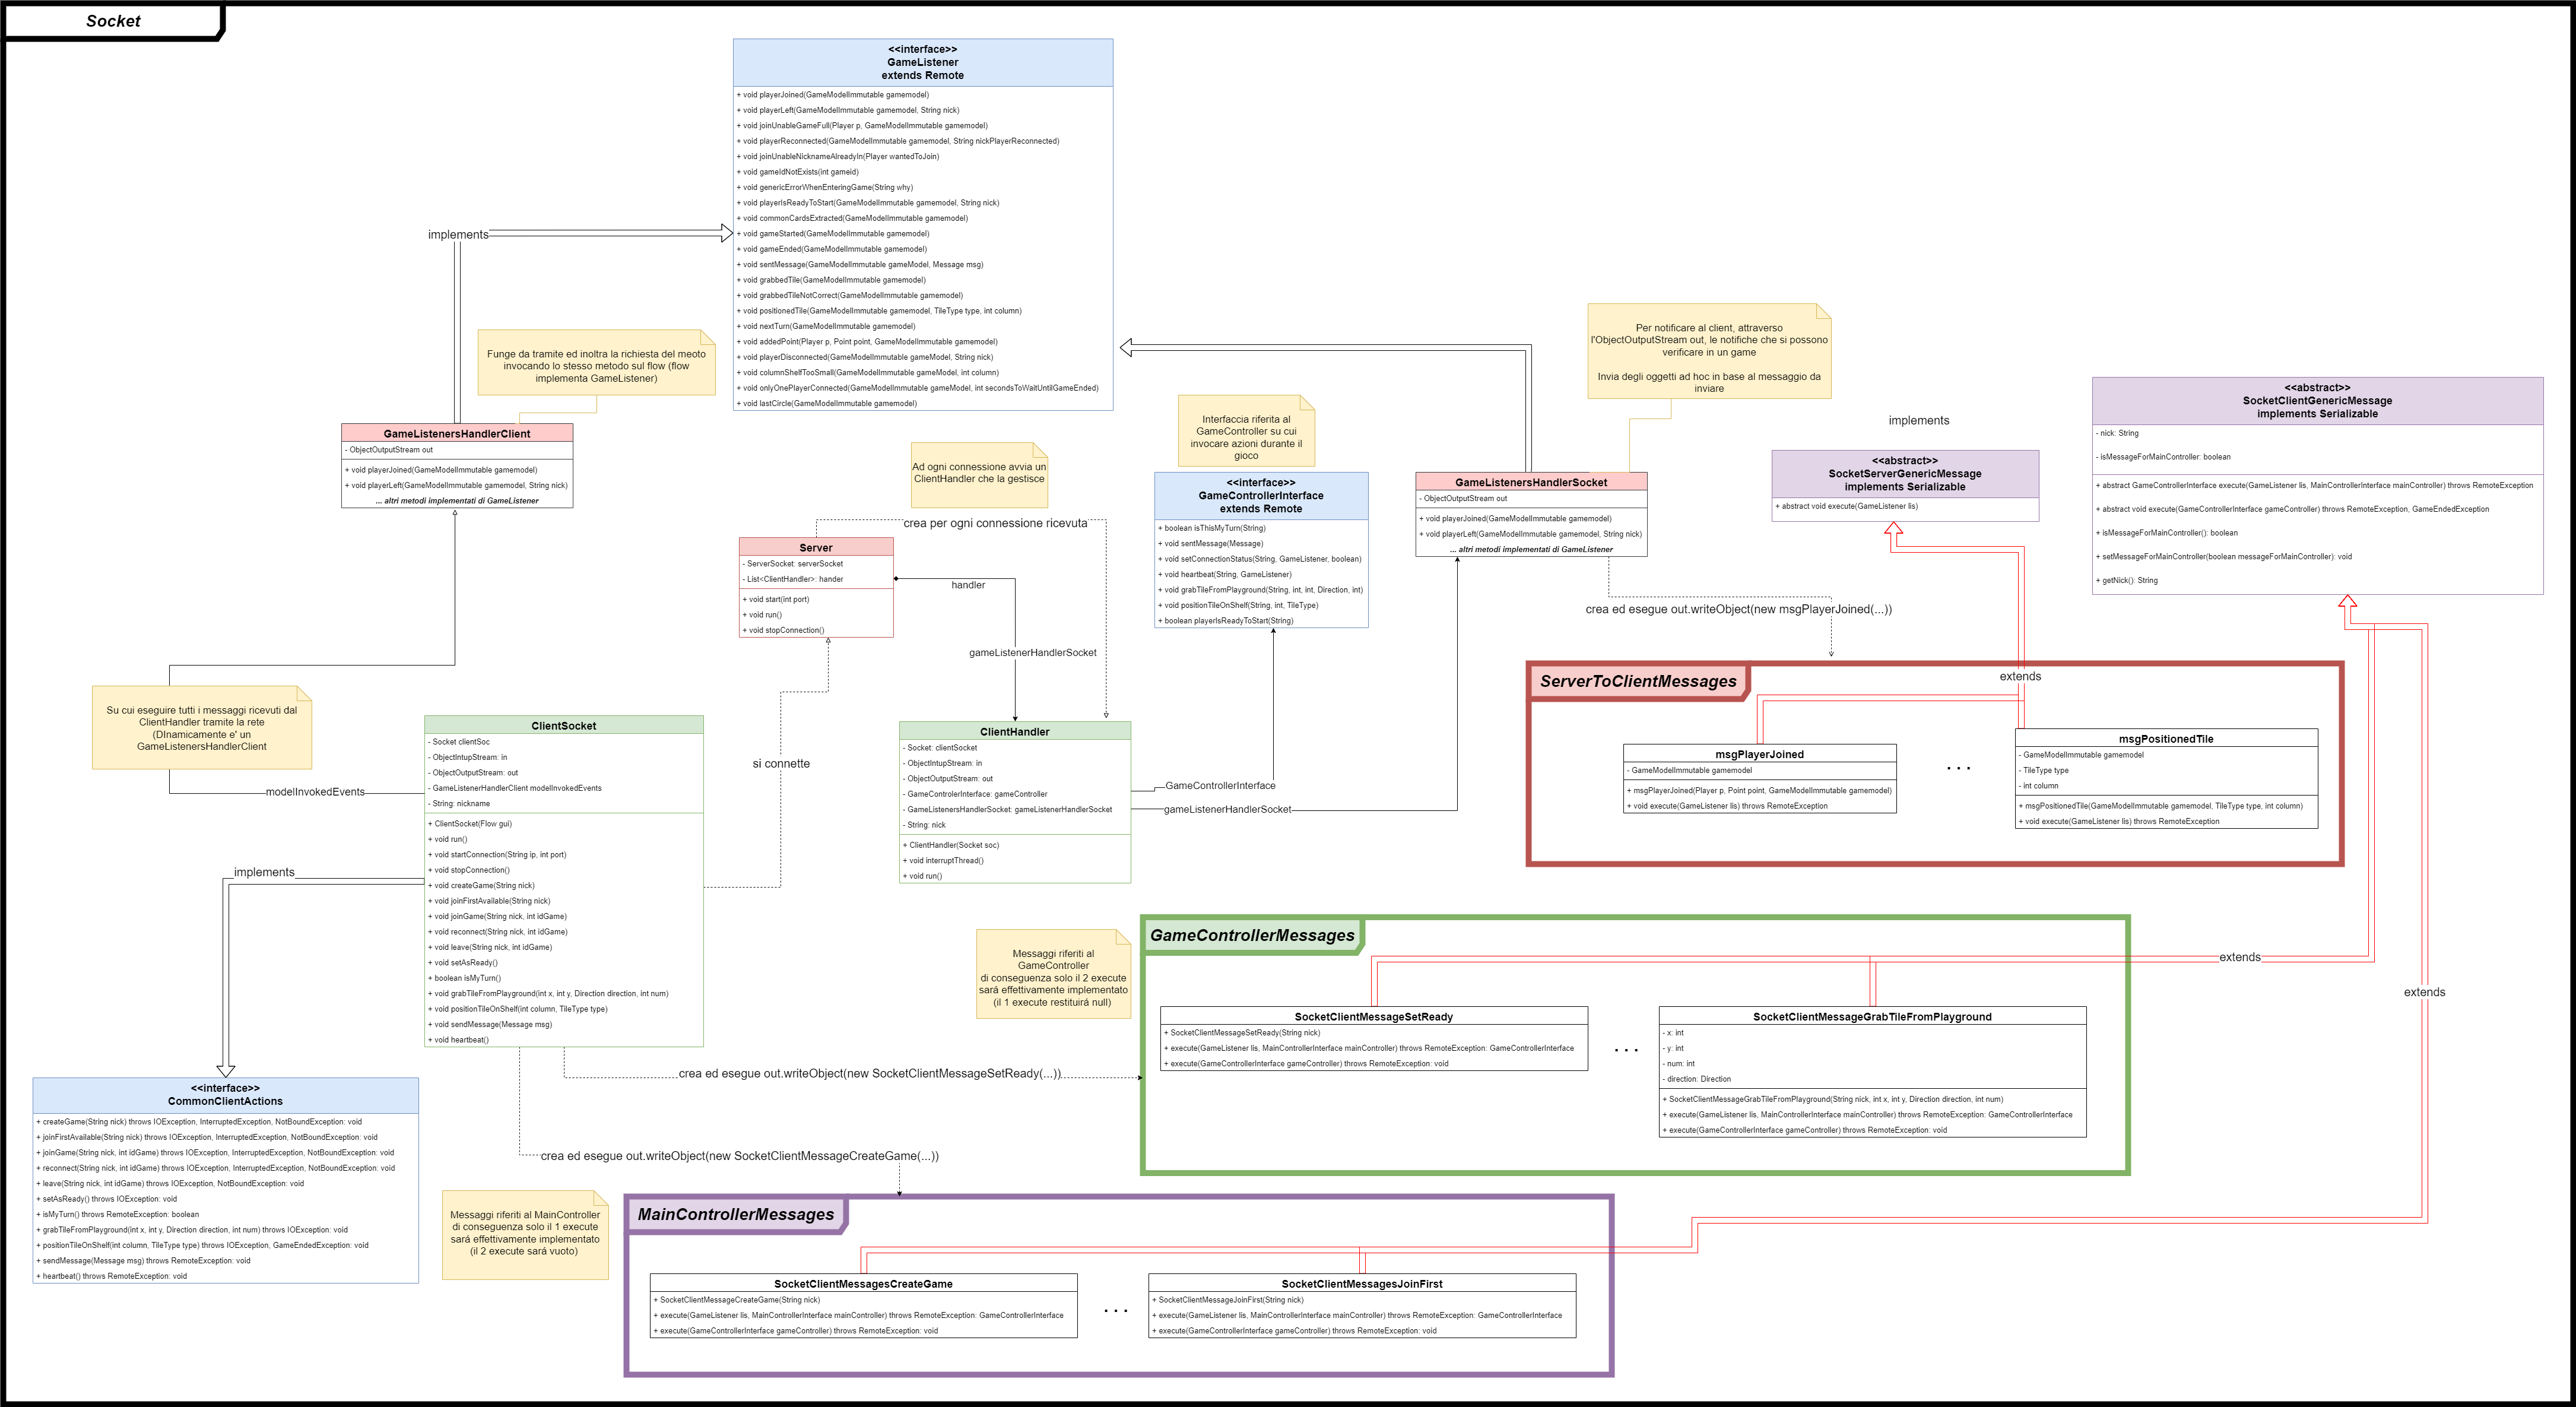 Socket
<<interface>>
GameListener
extends Remote
+ void playerJoined(GameModelImmutable gamemodel)
+ void playerLeft(GameModelImmutable gamemodel, String nick)
+ void joinUnableGameFull(Player p, GameModelImmutable gamemodel)
+ void playerReconnected(GameModelImmutable gamemodel, String nickPlayerReconnected)
+ void joinUnableNicknameAlreadyIn(Player wantedToJoin)
+ void gameIdNotExists(int gameid)
+ void genericErrorWhenEnteringGame(String why)
+ void playerIsReadyToStart(GameModelImmutable gamemodel, String nick)
+ void commonCardsExtracted(GameModelImmutable gamemodel)
+ void gameStarted(GameModelImmutable gamemodel)
+ void gameEnded(GameModelImmutable gamemodel)
+ void sentMessage(GameModelImmutable gameModel, Message msg)
+ void grabbedTile(GameModelImmutable gamemodel)
+ void grabbedTileNotCorrect(GameModelImmutable gamemodel)
+ void positionedTile(GameModelImmutable gamemodel, TileType type, int column)
+ void nextTurn(GameModelImmutable gamemodel)
+ void addedPoint(Player p, Point point, GameModelImmutable gamemodel)
+ void playerDisconnected(GameModelImmutable gameModel, String nick)
+ void columnShelfTooSmall(GameModelImmutable gameModel, int column)
+ void onlyOnePlayerConnected(GameModelImmutable gameModel, int secondsToWaitUntilGameEnded)
+ void lastCircle(GameModelImmutable gamemodel)
implements
Funge da tramite ed inoltra la richiesta del meoto
invocando lo stesso metodo sul flow (flow
implementa GameListener)
GameListenersHandlerClient
- ObjectOutputStream out
+ void playerJoined(GameModelImmutable gamemodel)
+ void playerLeft(GameModelImmutable gamemodel, String nick)
... altri metodi implementati di GameListener
Ad ogni connessione avvia un
ClientHandler che la gestisce
crea per ogni connessione ricevuta
Server
- ServerSocket: serverSocket
- List<ClientHandler>: hander
+ void start(int port)
+ void run()
+ void stopConnection()
handler
gameListenerHandlerSocket
Interfaccia riferita al
GameController su cui
invocare azioni durante il
gioco
<<interface>>
GameControllerInterface
extends Remote
+ boolean isThisMyTurn(String)
+ void sentMessage(Message)
+ void setConnectionStatus(String, GameListener, boolean)
+ void heartbeat(String, GameListener)
+ void grabTileFromPlayground(String, int, int, Direction, int)
+ void positionTileOnShelf(String, int, TileType)
+ boolean playerIsReadyToStart(String)
Per notificare al client, attraverso
l'ObjectOutputStream out, le notifiche che si possono
verificare in un game
Invia degli oggetti ad hoc in base al messaggio da
inviare
GameListenersHandlerSocket
- ObjectOutputStream out
+ void playerJoined(GameModelImmutable gamemodel)
+ void playerLeft(GameModelImmutable gamemodel, String nick)
... altri metodi implementati di GameListener
crea ed esegue out.writeObject(new msgPlayerJoined(...))
implements
<<abstract>>
SocketServerGenericMessage
implements Serializable
+ abstract void execute(GameListener lis)
<<abstract>>
SocketClientGenericMessage
implements Serializable
- nick: String
- isMessageForMainController: boolean
+ abstract GameControllerInterface execute(GameListener lis, MainControllerInterface mainController) throws RemoteException
+ abstract void execute(GameControllerInterface gameController) throws RemoteException, GameEndedException
+ isMessageForMainController(): boolean
+ setMessageForMainController(boolean messageForMainController): void
+ getNick(): String
ServerToClientMessages
extends
msgPlayerJoined
- GameModelImmutable gamemodel
+ msgPlayerJoined(Player p, Point point, GameModelImmutable gamemodel)
+ void execute(GameListener lis) throws RemoteException
. . .
msgPositionedTile
- GameModelImmutable gamemodel
- TileType type
- int column
+ msgPositionedTile(GameModelImmutable gamemodel, TileType type, int column)
+ void execute(GameListener lis) throws RemoteException
Su cui eseguire tutti i messaggi ricevuti dal
ClientHandler tramite la rete
(DInamicamente e' un
GameListenersHandlerClient
modelInvokedEvents
ClientSocket
- Socket clientSoc
- ObjectIntupStream: in
- ObjectOutputStream: out
- GameListenerHandlerClient modelInvokedEvents
- String: nickname
+ ClientSocket(Flow gui)
+ void run()
+ void startConnection(String ip, int port)
+ void stopConnection()
+ void createGame(String nick)
+ void joinFirstAvailable(String nick)
+ void joinGame(String nick, int idGame)
+ void reconnect(String nick, int idGame)
+ void leave(String nick, int idGame)
+ void setAsReady()
+ boolean isMyTurn()
+ void grabTileFromPlayground(int x, int y, Direction direction, int num)
+ void positionTileOnShelf(int column, TileType type)
+ void sendMessage(Message msg)
+ void heartbeat()
si connette
ClientHandler
- Socket: clientSocket
- ObjectIntupStream: in
- ObjectOutputStream: out
- GameControlerInterface: gameController
- GameListenersHandlerSocket: gameListenerHandlerSocket
- String: nick
+ ClientHandler(Socket soc)
+ void interruptThread()
+ void run()
GameControllerInterface
gameListenerHandlerSocket
implements
<<interface>>
CommonClientActions
+ createGame(String nick) throws IOException, InterruptedException, NotBoundException: void
+ joinFirstAvailable(String nick) throws IOException, InterruptedException, NotBoundException: void
+ joinGame(String nick, int idGame) throws IOException, InterruptedException, NotBoundException: void
+ reconnect(String nick, int idGame) throws IOException, InterruptedException, NotBoundException: void
+ leave(String nick, int idGame) throws IOException, NotBoundException: void
+ setAsReady() throws IOException: void
+ isMyTurn() throws RemoteException: boolean
+ grabTileFromPlayground(int x, int y, Direction direction, int num) throws IOException: void
+ positionTileOnShelf(int column, TileType type) throws IOException, GameEndedException: void
+ sendMessage(Message msg) throws RemoteException: void
+ heartbeat() throws RemoteException: void
Messaggi riferiti al
GameController
di conseguenza solo il 2 execute
sará effettivamente implementato
(il 1 execute restituirá null)
GameControllerMessages
extends
extends
SocketClientMessageSetReady
+ SocketClientMessageSetReady(String nick)
+ execute(GameListener lis, MainControllerInterface mainController) throws RemoteException: GameControllerInterface
+ execute(GameControllerInterface gameController) throws RemoteException: void
. . .
SocketClientMessageGrabTileFromPlayground
- x: int
- y: int
- num: int
- direction: Direction
+ SocketClientMessageGrabTileFromPlayground(String nick, int x, int y, Direction direction, int num)
+ execute(GameListener lis, MainControllerInterface mainController) throws RemoteException: GameControllerInterface
+ execute(GameControllerInterface gameController) throws RemoteException: void
crea ed esegue out.writeObject(new SocketClientMessageSetReady(...))
crea ed esegue out.writeObject(new SocketClientMessageCreateGame(...))
Messaggi riferiti al MainController
di conseguenza solo il 1 execute
sará effettivamente implementato
(il 2 execute sará vuoto)
MainControllerMessages
SocketClientMessagesCreateGame
+ SocketClientMessageCreateGame(String nick)
+ execute(GameListener lis, MainControllerInterface mainController) throws RemoteException: GameControllerInterface
+ execute(GameControllerInterface gameController) throws RemoteException: void
. . .
SocketClientMessagesJoinFirst
+ SocketClientMessageJoinFirst(String nick)
+ execute(GameListener lis, MainControllerInterface mainController) throws RemoteException: GameControllerInterface
+ execute(GameControllerInterface gameController) throws RemoteException: void